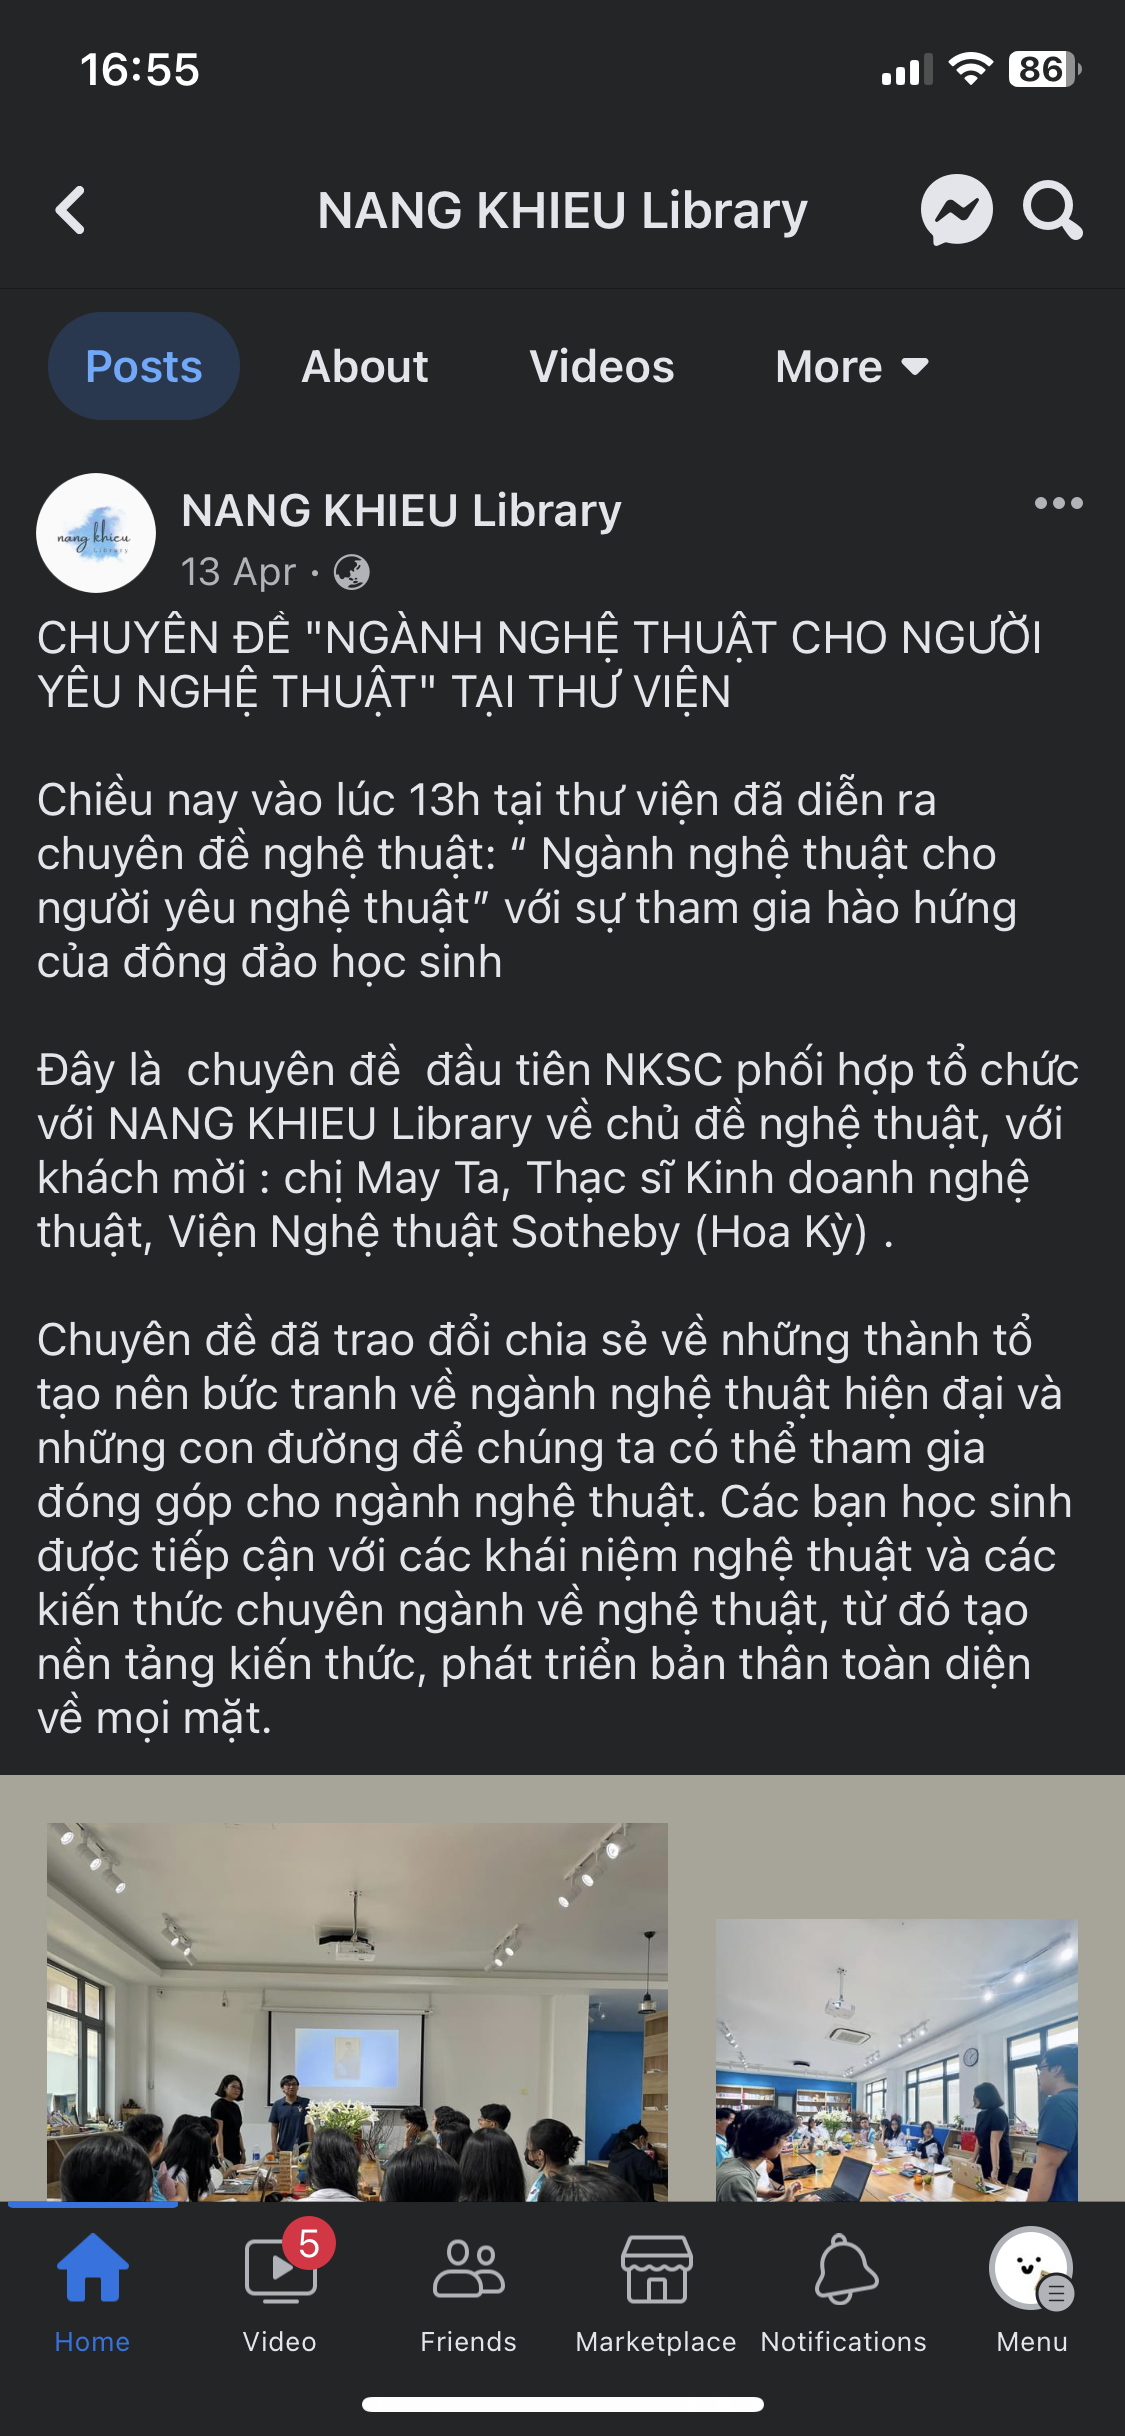 16:55
86
NANG KHIEU Library
Posts
About
Videos
More
nang khieu
Library
NANG KHIEU Library
13 Apr ·
CHUYÊN ĐỀ "NGÀNH NGHỆ THUẬT CHO NGƯỜI
YÊU NGHỆ THUẬT" TẠI THƯ VIỆN
Chiều nay vào lúc 13h tại thư viện đã diễn ra
chuyên đề nghệ thuật: “ Ngành nghệ thuật cho
người yêu nghệ thuật” với sự tham gia hào hứng
của đông đảo học sinh
Đây là  chuyên đề  đầu tiên NKSC phối hợp tổ chức
với NANG KHIEU Library về chủ đề nghệ thuật, với
khách mời : chị May Ta, Thạc sĩ Kinh doanh nghệ
thuật, Viện Nghệ thuật Sotheby (Hoa Kỳ) .
Chuyên đề đã trao đổi chia sẻ về những thành tổ
tạo nên bức tranh về ngành nghệ thuật hiện đại và
những con đường để chúng ta có thể tham gia
đóng góp cho ngành nghệ thuật. Các bạn học sinh
được tiếp cận với các khái niệm nghệ thuật và các
kiến thức chuyên ngành về nghệ thuật, từ đó tạo
nền tảng kiến thức, phát triển bản thân toàn diện
về mọi mặt.
5
Home
Video
Friends
Marketplace
Notifications
Menu